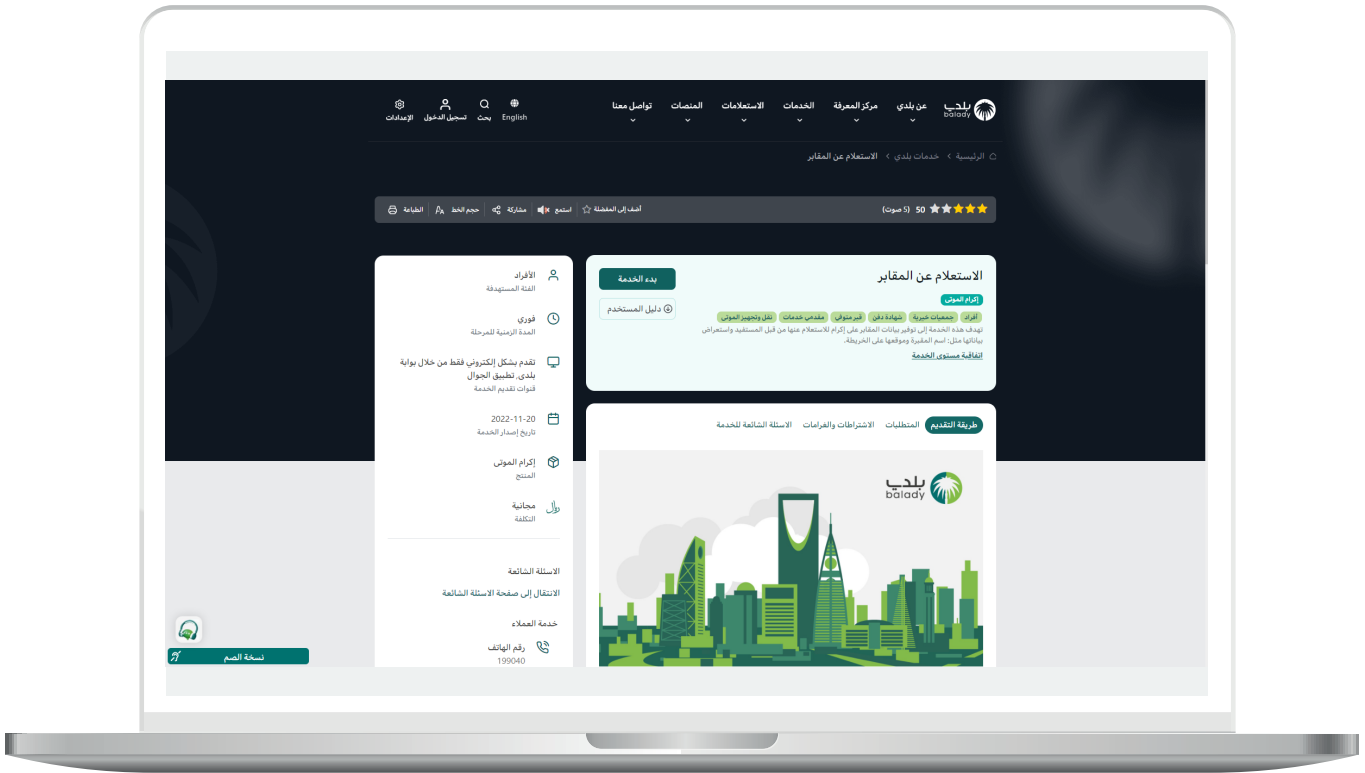 بلدي
balady
عن بلدي
مركز المعرفة
الخدمات
الاستعلامات
المنصات
تواصل معنا
English
بحث
تسجيل الدخول
الإعدادات
الرئيسية
خدمات بلدي
الاستعلام عن المقابر
50 (5 صوت)
أضف إلى المفضلة
استمع
مشاركة
حجم الخط
الطباعة
الاستعلام عن المقابر
إكرام الموتى
أفراد
جمعيات خيرية
شهادة دفن
قبر متوفى
مقدمي خدمات
نقل وتجهيز الموتى
تهدف هذه الخدمة إلى توفير بيانات المقابر على إكرام للاستعلام عنها من قبل المستفيد واستعراض
بياناتها مثل: اسم المقبرة وموقعها على الخريطة.
اتفاقية مستوى الخدمة
بدء الخدمة
دليل المستخدم
طريقة التقديم
المتطلبات
الاشتراطات والغرامات
الاسئلة الشائعة للخدمة
بلدي
balady
الأفراد
الفئة المستهدفة
فوري
المدة الزمنية للمرحلة
تقدم بشكل إلكتروني فقط من خلال بوابة
بلدي, تطبيق الجوال
قنوات تقديم الخدمة
2022-11-20
تاريخ إصدار الخدمة
إكرام الموتى
المنتج
مجانية
التكلفة
الاسئلة الشائعة
الانتقال إلى صفحة الاسئلة الشائعة
خدمة العملاء
رقم الهاتف
199040
نسخة الصم